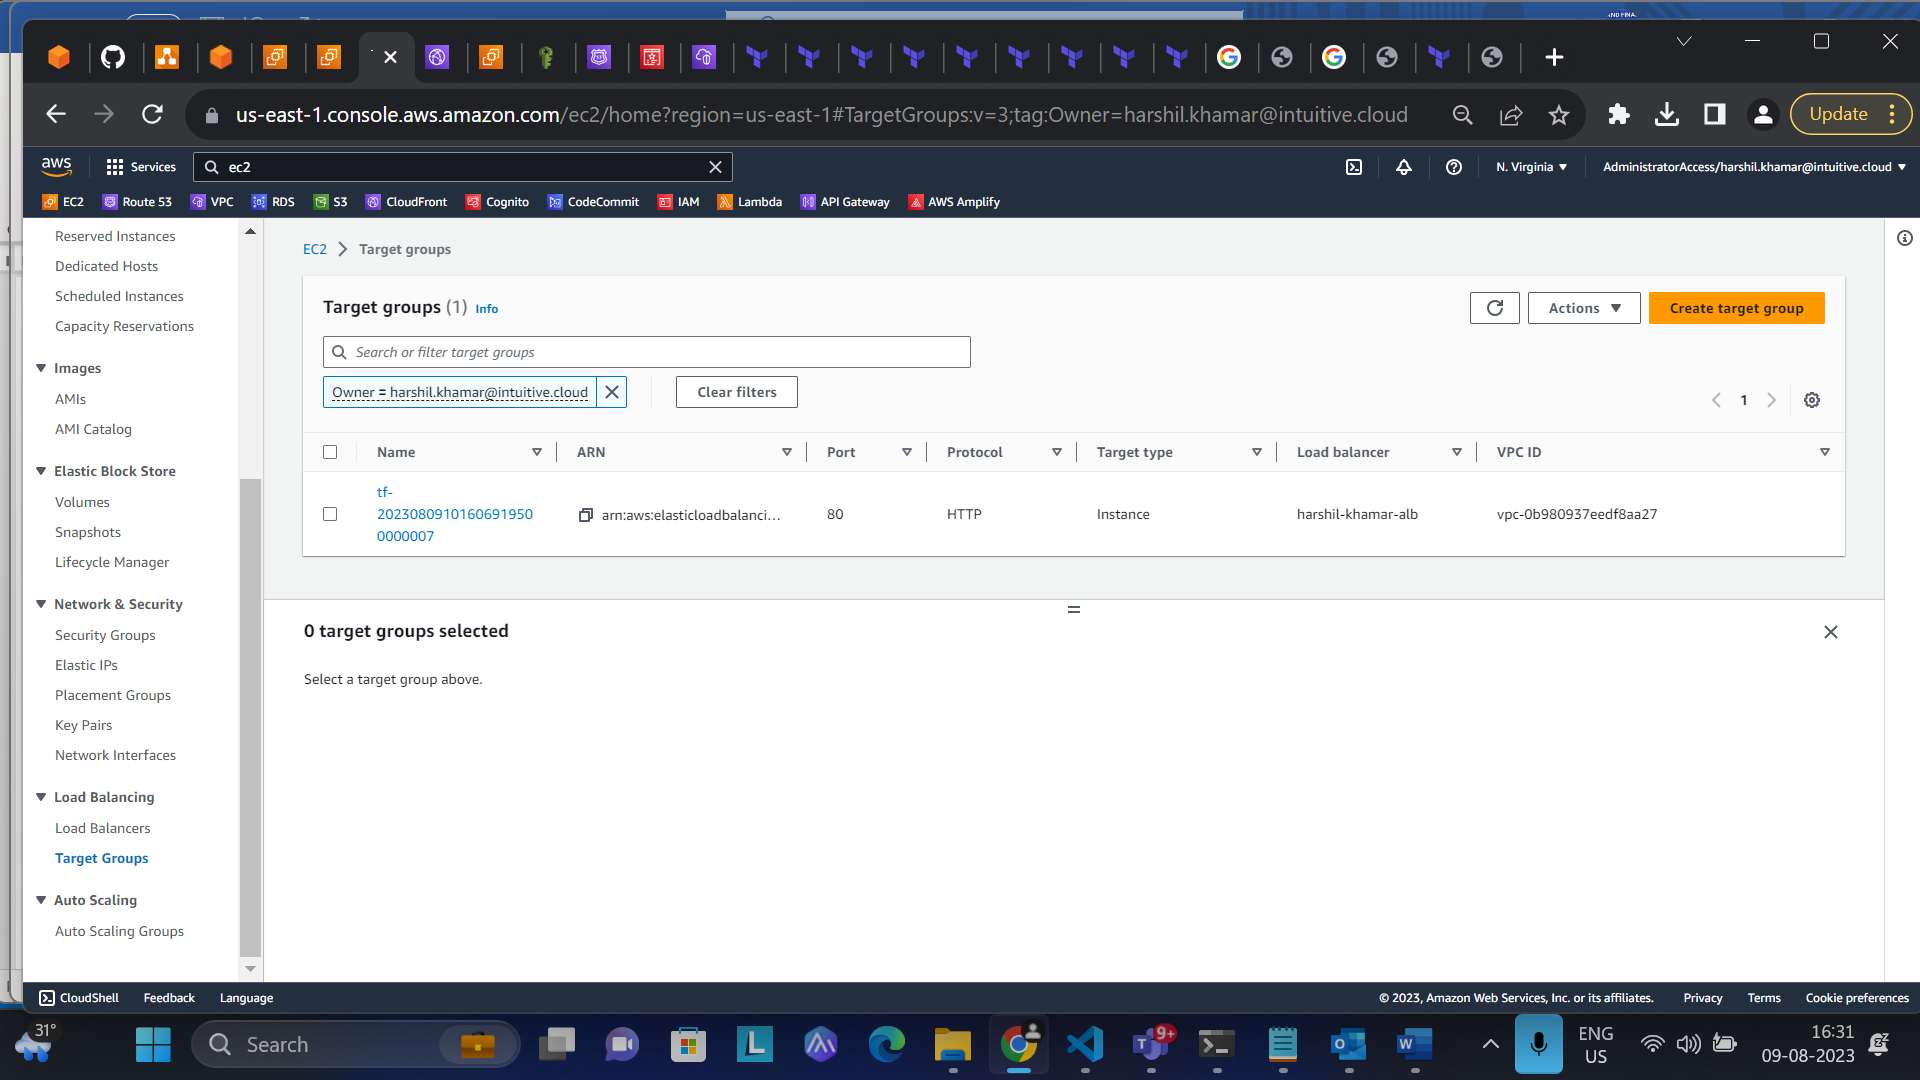 AND FINA.
us-east-1.console.aws.amazon.com/ec2/home?region=us-east-1#TargetGroups:v=3;tag:Owner=harshil.khamar@intuitive.cloud
Update
aws
Services
ec2
N. Virginia
AdministratorAccess/harshil.khamar@intuitive.cloud
EC2
Route 53
VPC
RDS
S3
CloudFront
Cognito
CodeCommit
IAM
Lambda
API Gateway
AWS Amplify
Reserved Instances
Dedicated Hosts
Scheduled Instances
Capacity Reservations
Images
AMIs
AMI Catalog
Elastic Block Store
Volumes
Snapshots
Lifecycle Manager
Network & Security
Security Groups
Elastic IPs
Placement Groups
Key Pairs
Network Interfaces
Load Balancing
Load Balancers
Target Groups
Auto Scaling
Auto Scaling Groups
EC2
Target groups
Target groups (1) Info
Actions
Create target group
Search or filter target groups
Owner = harshil.khamar@intuitive.cloud
Clear filters
1
Name
ARN
Port
Protocol
Target type
Load balancer
VPC ID
tf-
2023080910160691950
0000007
arn:aws:elasticloadbalanci...
80
HTTP
Instance
harshil-khamar-alb
vpc-0b980937eedf8aa27
0 target groups selected
Select a target group above.
CloudShell
Feedback
Language
© 2023, Amazon Web Services, Inc. or its affiliates.
Privacy
Terms
Cookie preferences
31°
Search
L
9+
ENG
US
16:31
09-08-2023